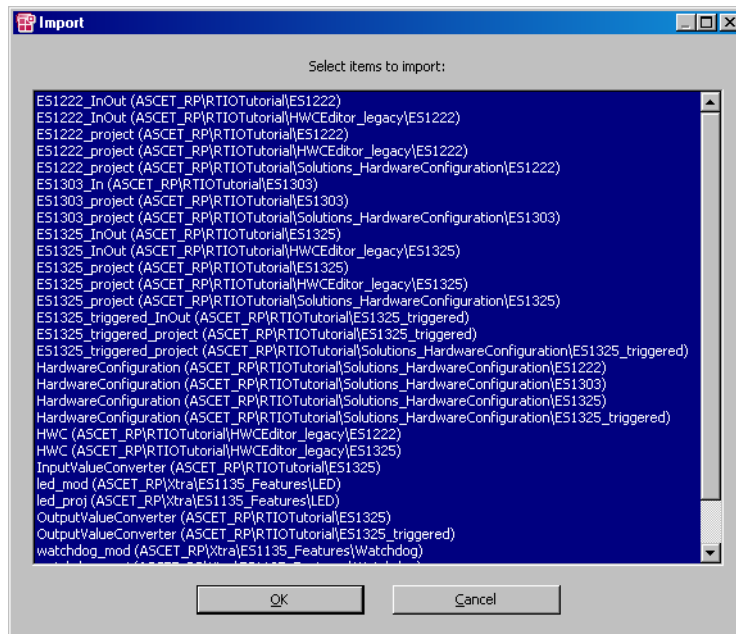 Import
Select items to import:
ES1222_InOut (ASCET_RP\RTIOTutorial\ES1222)
ES1222_InOut (ASCET_RP\RTIOTutorial\HWCEditor_legacy\ES1222)
ES1222_project (ASCET_RP\RTIOTutorial\ES1222)
ES1222_project (ASCET_RP\RTIOTutorial\HWCEditor_legacy\ES1222)
ES1222_project (ASCET_RP\RTIOTutorial\Solutions_HardwareConfiguration\ES1222)
ES1303_In (ASCET_RP\RTIOTutorial\ES1303)
ES1303_project (ASCET_RP\RTIOTutorial\ES1303)
ES1303_project (ASCET_RP\RTIOTutorial\Solutions_HardwareConfiguration\ES1303)
ES1325_InOut (ASCET_RP\RTIOTutorial\ES1325)
ES1325_InOut (ASCET_RP\RTIOTutorial\HWCEditor_legacy\ES1325)
ES1325_project (ASCET_RP\RTIOTutorial\ES1325)
ES1325_project (ASCET_RP\RTIOTutorial\HWCEditor_legacy\ES1325)
ES1325_project (ASCET_RP\RTIOTutorial\Solutions_HardwareConfiguration\ES1325)
ES1325_triggered_InOut (ASCET_RP\RTIOTutorial\ES1325_triggered)
ES1325_triggered_project (ASCET_RP\RTIOTutorial\ES1325_triggered)
ES1325_triggered_project (ASCET_RP\RTIOTutorial\Solutions_HardwareConfiguration\ES1325_triggered)
HardwareConfiguration (ASCET_RP\RTIOTutorial\Solutions_HardwareConfiguration\ES1222)
HardwareConfiguration (ASCET_RP\RTIOTutorial\Solutions_HardwareConfiguration\ES1303)
HardwareConfiguration (ASCET_RP\RTIOTutorial\Solutions_HardwareConfiguration\ES1325)
HardwareConfiguration (ASCET_RP\RTIOTutorial\Solutions_HardwareConfiguration\ES1325_triggered)
HWC (ASCET_RP\RTIOTutorial\HWCEditor_legacy\ES1222)
HWC (ASCET_RP\RTIOTutorial\HWCEditor_legacy\ES1325)
InputValueConverter (ASCET_RP\RTIOTutorial\ES1325)
led_mod (ASCET_RP\Xtra\ES1135_Features\LED)
led_proj (ASCET_RP\Xtra\ES1135_Features\LED)
OutputValueConverter (ASCET_RP\RTIOTutorial\ES1325)
OutputValueConverter (ASCET_RP\RTIOTutorial\ES1325_triggered)
watchdog_mod (ASCET_RP\Xtra\ES1135_Features\Watchdog)
OK
Cancel